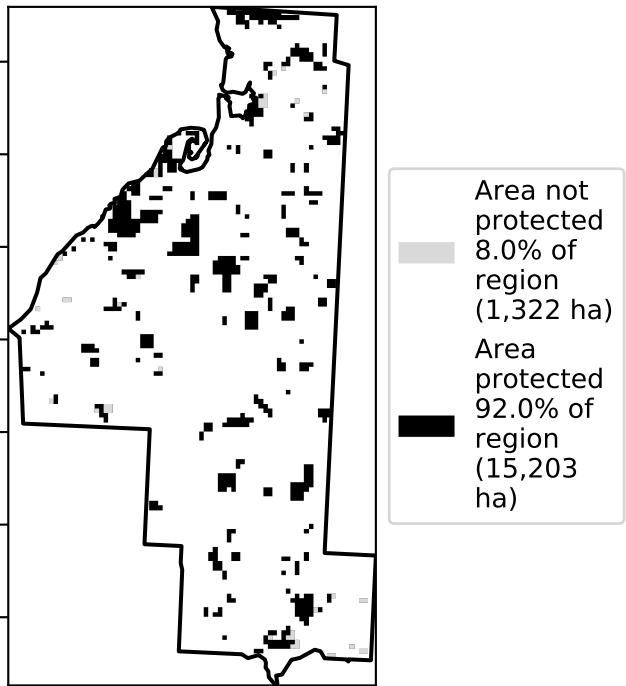 Area not
protected
8.0% of
region
(1,322 ha)
Area
protected
92.0% of
region
(15,203
ha)